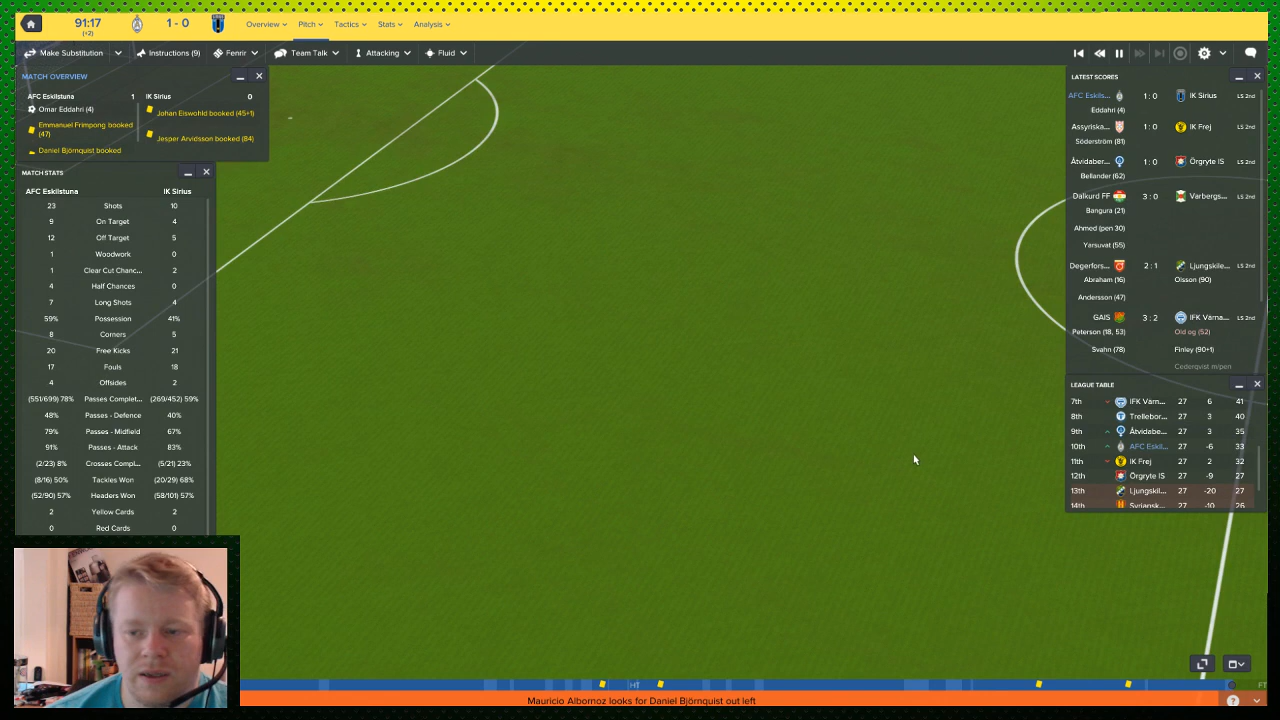 91:17
(+2)
1 - 0
Overview
Pitch
Tactics
Stats
Analysis
Make Substitution
Instructions (9)
Fenrir
Team Talk
Attacking
Fluid
MATCH OVERVIEW
AFC Eskilstuna 1 IK Sirius 0
Omar Eddahri (4)
Emmanuel Frimpong booked
(47)
Daniel Björnquist booked
Johan Eiswohld booked (45+1)
Jesper Arvidsson booked (84)
MATCH STATS
AFC Eskilstuna IK Sirius
23 Shots 10
9 On Target 4
12 Off Target 5
1 Woodwork 0
1 Clear Cut Chanc... 2
4 Half Chances 0
7 Long Shots 4
59% Possession 41%
8 Corners 5
20 Free Kicks 21
17 Fouls 18
4 Offsides 2
(551/699) 78% Passes Complet... (269/452) 59%
48% Passes - Defence 40%
79% Passes - Midfield 67%
91% Passes - Attack 83%
(2/23) 8% Crosses Compl... (5/21) 23%
(8/16) 50% Tackles Won (20/29) 68%
(52/90) 57% Headers Won (58/101) 57%
2 Yellow Cards 2
0 Red Cards 0
LATEST SCORES
AFC Eskils... 1 : 0 IK Sirius LS 2nd
Eddahri (4)
Assyriska... 1 : 0 IK Frej LS 2nd
Söderström (81)
Åtvidaber... 1 : 0 Örgryte IS LS 2nd
Bellander (62)
Dalkurd FF 3 : 0 Varbergs... LS 2nd
Bangura (21)
Ahmed (pen 30)
Yarsuvat (55)
Degerfors... 2 : 1 Ljungskile... LS 2nd
Abraham (16) Olsson (90)
Andersson (47)
GAIS 3 : 2 IFK Värna... LS 2nd
Peterson (18, 53) Old og (52)
Svahn (78) Finley (90+1)
Cederqvist m/pen
LEAGUE TABLE
7th IFK Värn... 27 6 41
8th Trellebor... 27 3 40
9th Åtvidabe... 27 3 35
10th AFC Eskil... 27 -6 33
11th IK Frej 27 2 32
12th Örgryte IS 27 -9 27
13th Ljungskil... 27 -20 27
14th Syriansk... 27 -10 26
HT
FT
Mauricio Albornoz looks for Daniel Björnquist out left